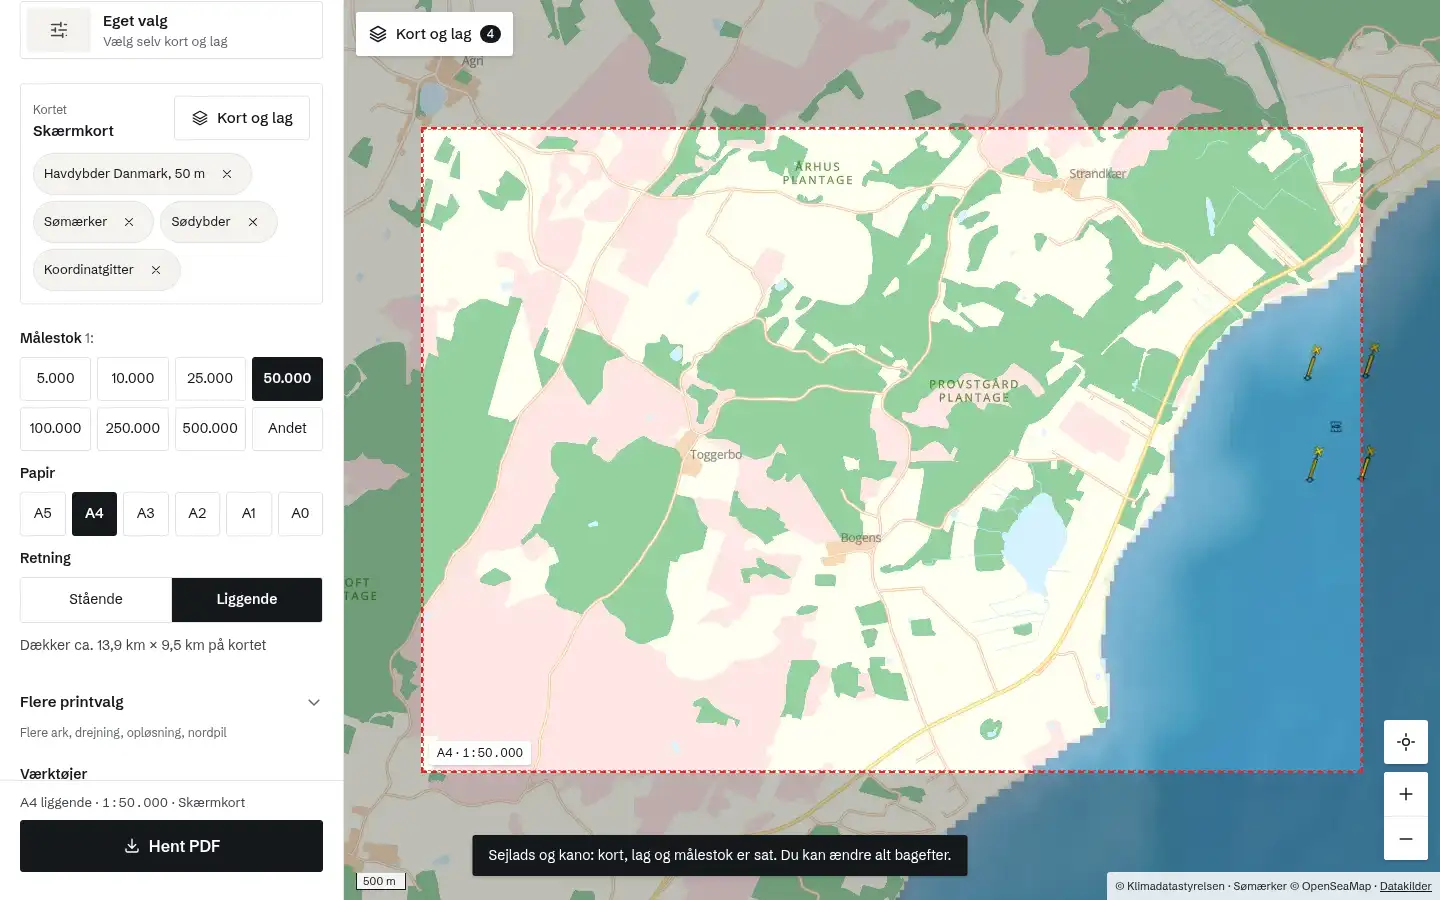 Eget valg
Vælg selv kort og lag
Kortet
Skærmkort
Kort og lag
Havdybder Danmark, 50 m
Sømærker
Sødybder
Koordinatgitter
Målestok 1:
5.000
10.000
25.000
50.000
100.000
250.000
500.000
Andet
Papir
A5
A4
A3
A2
A1
A0
Retning
Stående
Liggende
Dækker ca. 13,9 km × 9,5 km på kortet
Flere printvalg
Flere ark, drejning, opløsning, nordpil
Værktøjer
A4 liggende · 1:50.000 · Skærmkort
Hent PDF
Kort og lag 4
Agri
ÅRHUS
PLANTAGE
Strandkær
PROVSTGÅRD
PLANTAGE
Toggerbo
Bogens
OFT
TAGE
A4 · 1:50.000
Sejlads og kano: kort, lag og målestok er sat. Du kan ændre alt bagefter.
500 m
© Klimadatastyrelsen · Sømærker © OpenSeaMap · Datakilder